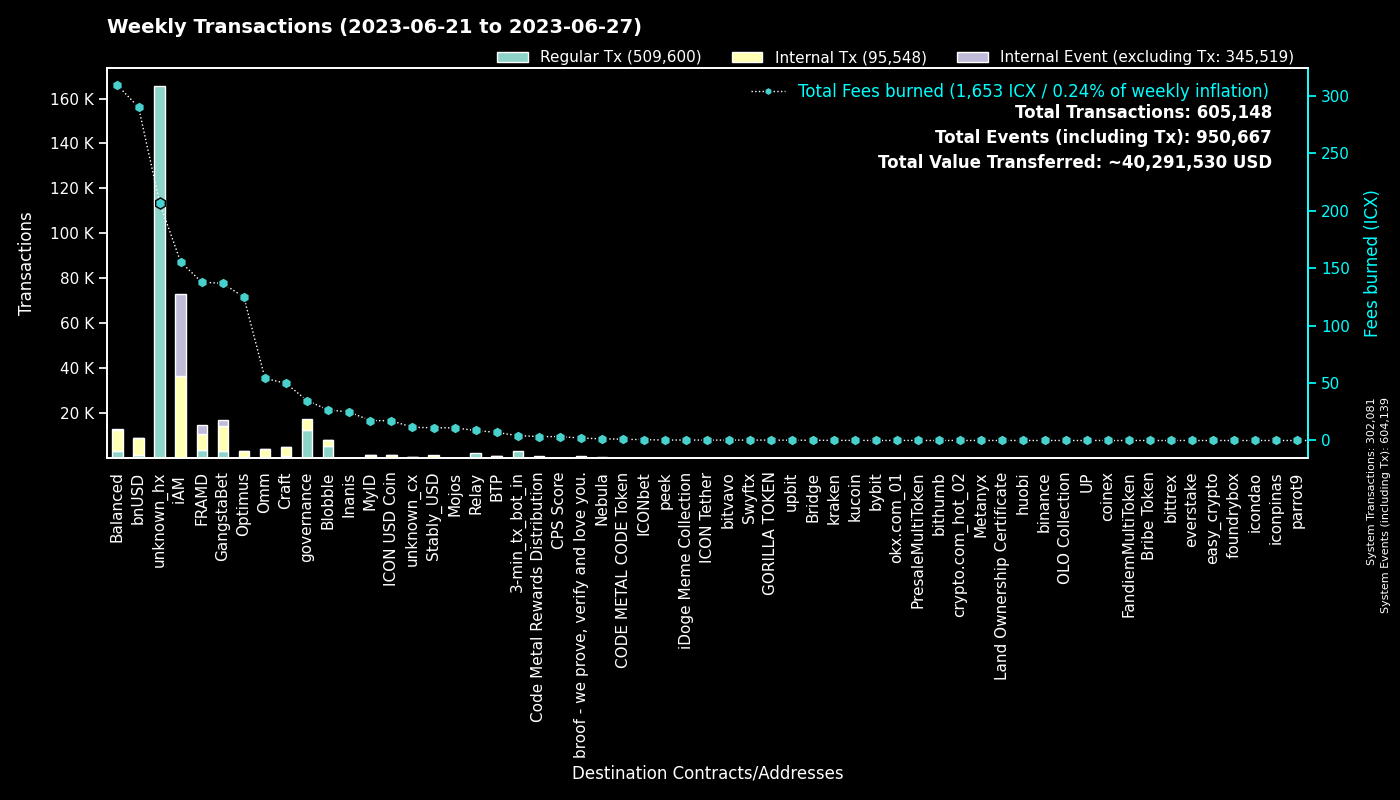 Weekly Transactions (2023-06-21 to 2023-06-27)
Regular Tx (509,600)
Internal Tx (95,548)
Internal Event (excluding Tx: 345,519)
Total Fees burned (1,653 ICX / 0.24% of weekly inflation)
Total Transactions: 605,148
Total Events (including Tx): 950,667
Total Value Transferred: ~40,291,530 USD
Transactions
160 K
140 K
120 K
100 K
80 K
60 K
40 K
20 K
300
250
200
150
100
50
0
Fees burned (ICX)
System Transactions: 302,081
System Events (including Tx): 604,139
Balanced
bnUSD
unknown_hx
iAM
FRAMD
GangstaBet
Optimus
Omm
Craft
governance
Blobble
Inanis
MyID
ICON USD Coin
unknown_cx
Stably_USD
Mojos
Relay
BTP
3-min_tx_bot_in
Code Metal Rewards Distribution
CPS Score
broof - we prove, verify and love you.
Nebula
CODE METAL CODE Token
ICONbet
peek
iDoge Meme Collection
ICON Tether
bitvavo
Swyftx
GORILLA TOKEN
upbit
Bridge
kraken
kucoin
bybit
okx.com_01
PresaleMultiToken
bithumb
crypto.com_hot_02
Metanyx
Land Ownership Certificate
huobi
binance
OLO Collection
UP
coinex
FandiemMultiToken
Bribe Token
bittrex
everstake
easy_crypto
foundrybox
icondao
iconpinas
parrot9
Destination Contracts/Addresses